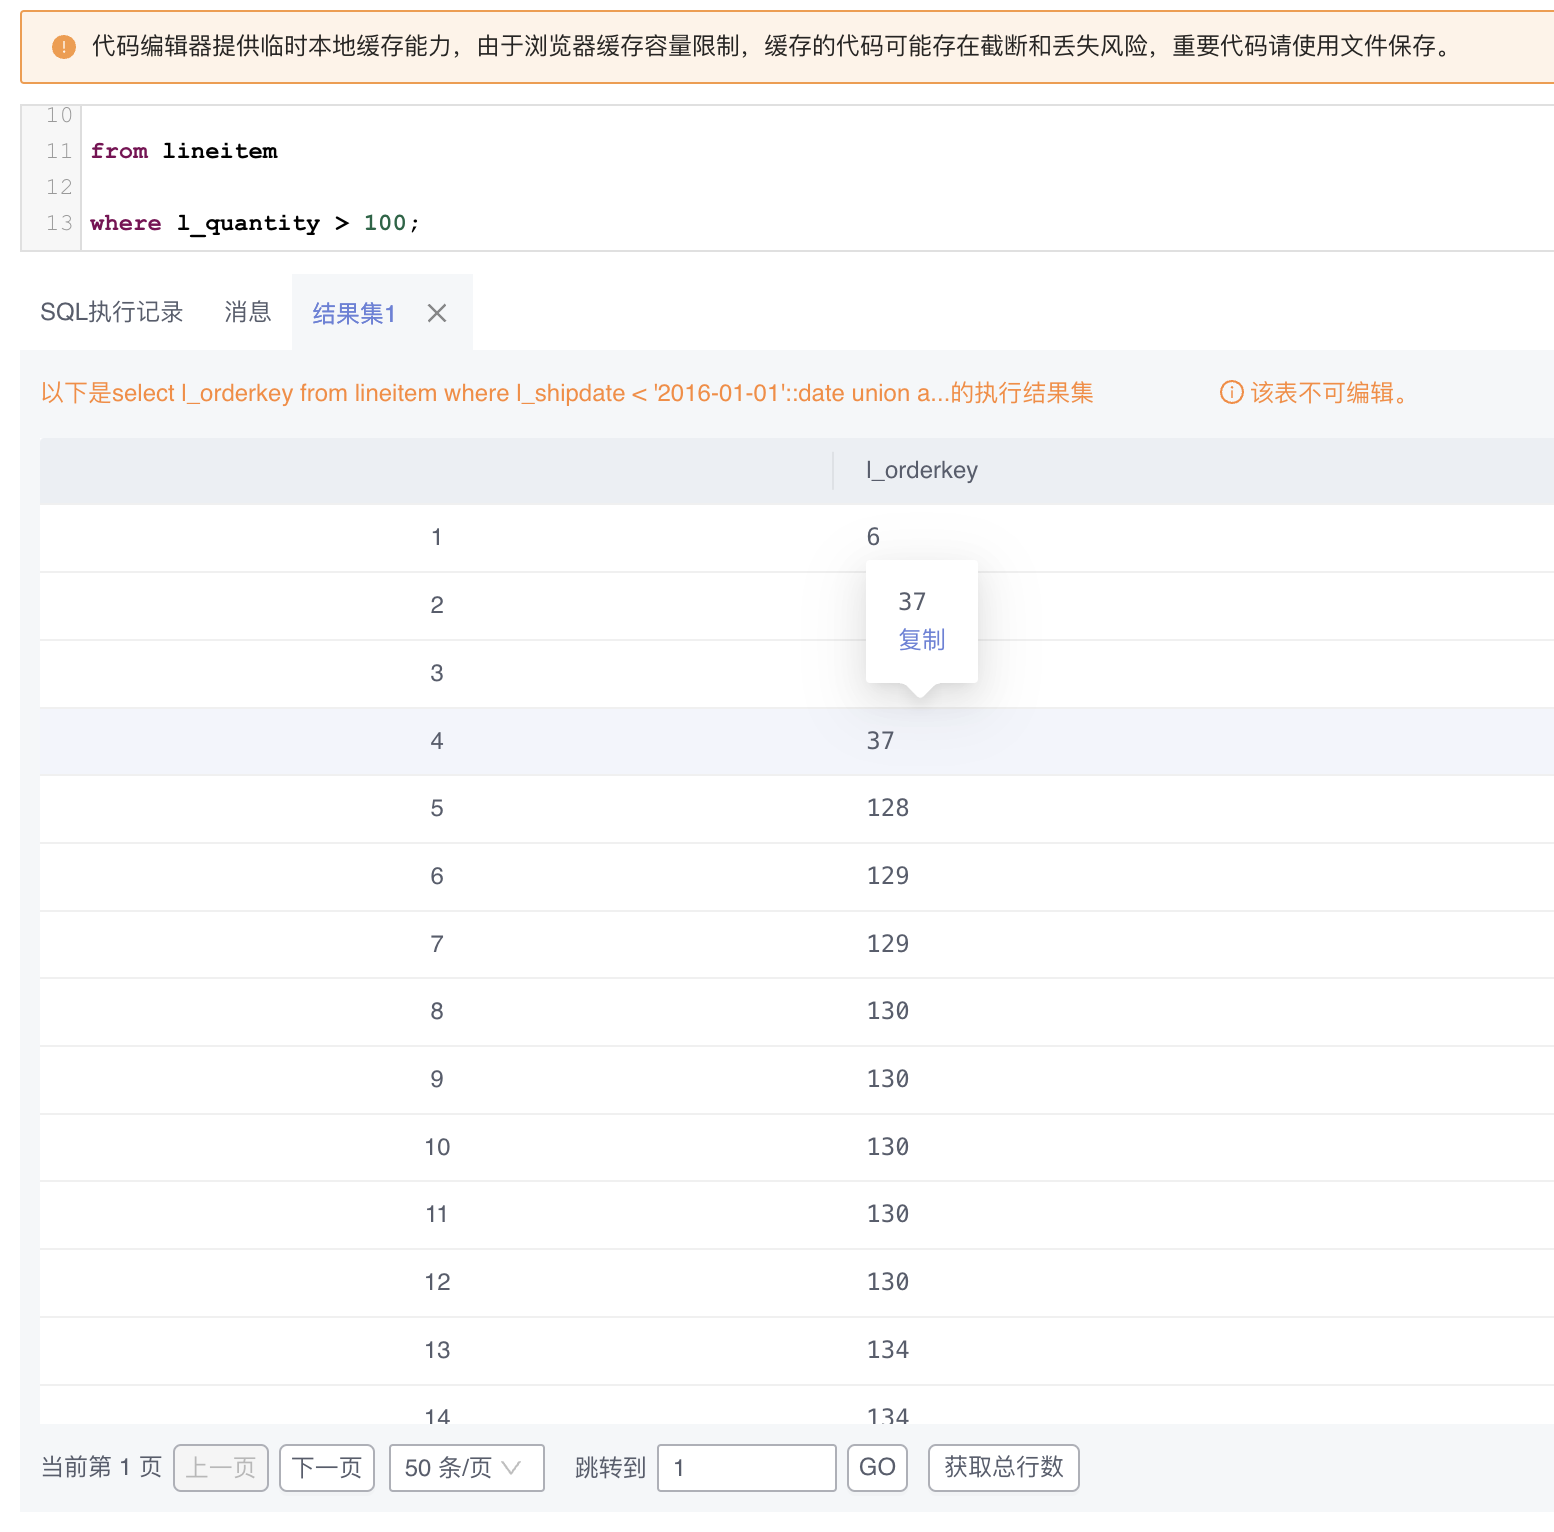 代码编辑器提供临时本地缓存能力，由于浏览器缓存容量限制，缓存的代码可能存在截断和丢失风险，重要代码请使用文件保存。
10
11 from lineitem
12
13 where l_quantity > 100;
SQL执行记录 消息 结果集1
以下是select l_orderkey from lineitem where l_shipdate < '2016-01-01'::date union a...的执行结果集 该表不可编辑。
l_orderkey
1 6
2 37
复制
3
4 37
5 128
6 129
7 129
8 130
9 130
10 130
11 130
12 130
13 134
14 134
当前第 1 页 上一页 下一页 50 条/页 跳转到 1 GO 获取总行数